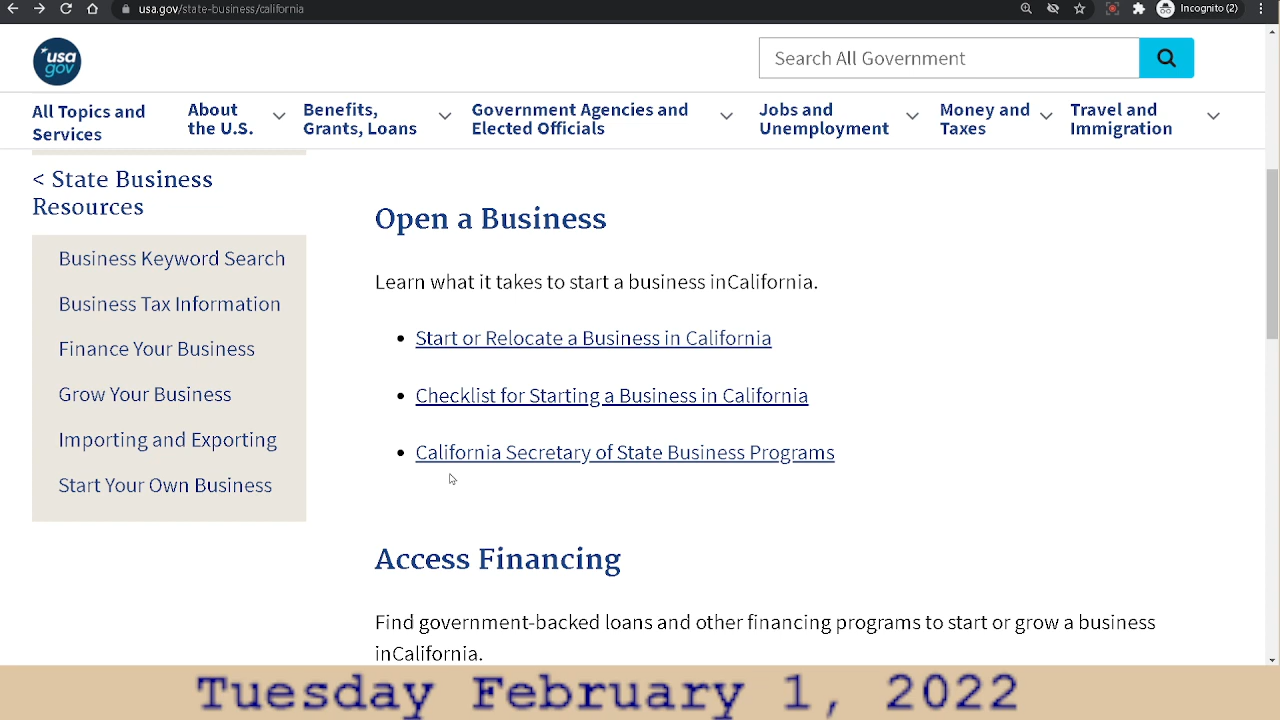 usa.gov/state-business/california
Incognito (2)
usa
gov
Search All Government
All Topics and
Services
About
the U.S.
Benefits,
Grants, Loans
Government Agencies and
Elected Officials
Jobs and
Unemployment
Money and
Taxes
Travel and
Immigration
< State Business
Resources
Business Keyword Search
Business Tax Information
Finance Your Business
Grow Your Business
Importing and Exporting
Start Your Own Business
Open a Business
Learn what it takes to start a business inCalifornia.
• Start or Relocate a Business in California
• Checklist for Starting a Business in California
• California Secretary of State Business Programs
Access Financing
Find government-backed loans and other financing programs to start or grow a business
inCalifornia.
Tuesday February 1, 2022